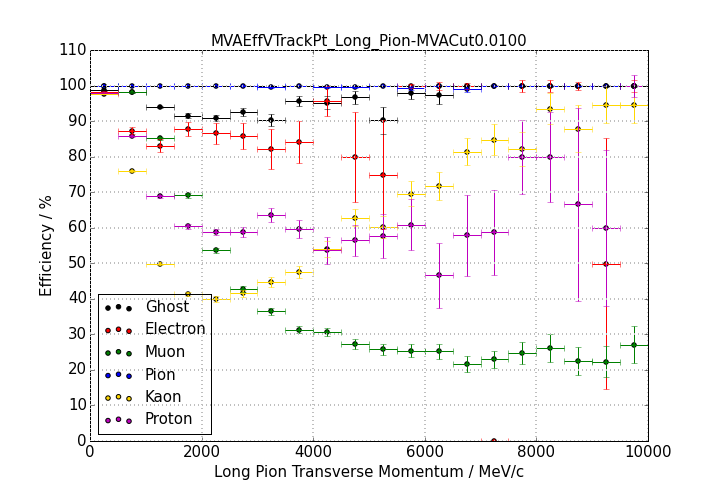 MVAEffVTrackPt_Long_Pion-MVACut0.0100
110
100
90
80
70
60
50
40
30
20
10
0
Efficiency / %
Ghost
Electron
Muon
Pion
Kaon
Proton
0 2000 4000 6000 8000 10000
Long Pion Transverse Momentum / MeV/c